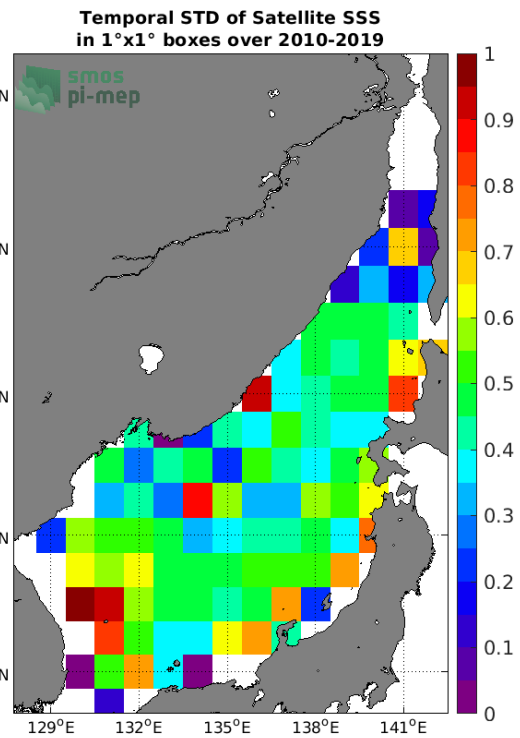 Temporal STD of Satellite SSS
in 1°x1° boxes over 2010-2019
smos
pi-mep
N
N
N
N
N
1
0.9
0.8
0.7
0.6
0.5
0.4
0.3
0.2
0.1
0
129°E 132°E 135°E 138°E 141°E